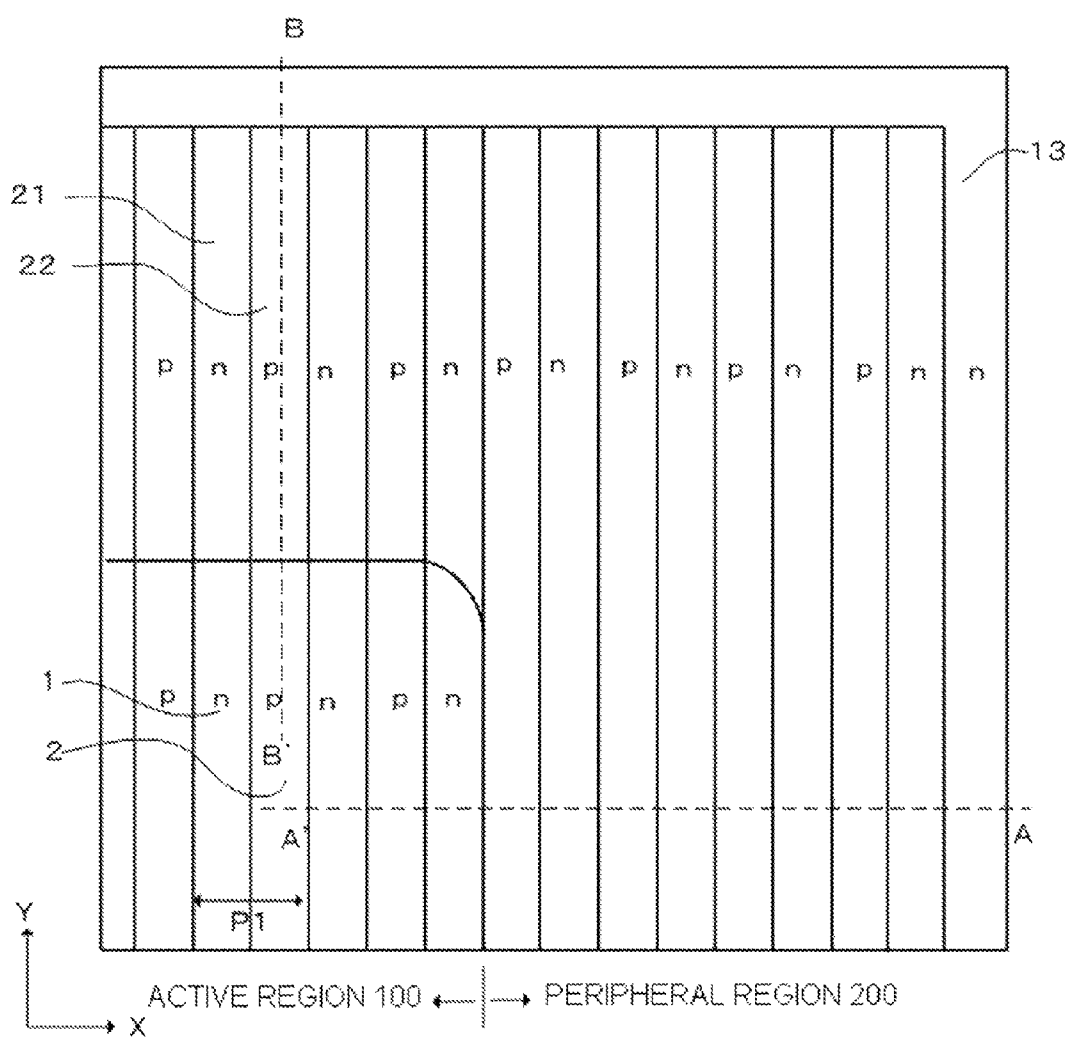 B
13
21
22
p n p n p n p n p n p n p n n
1
p n p n p n
2
B'
A'
A
P1
Y
X
ACTIVE REGION 100
PERIPHERAL REGION 200